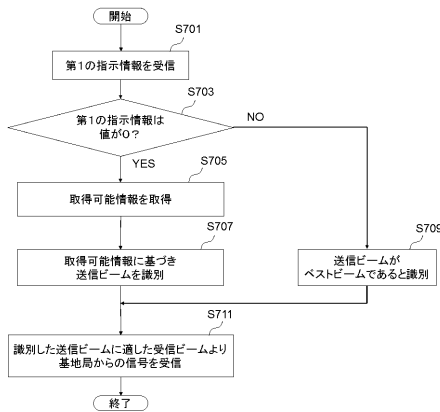 開始
S701
第1の指示情報を受信
S703
第1の指示情報は
値が0?
NO
YES
S705
取得可能情報を取得
S707
取得可能情報に基づき
送信ビームを識別
S709
送信ビームが
ベストビームであると識別
S711
識別した送信ビームに適した受信ビームより
基地局からの信号を受信
終了